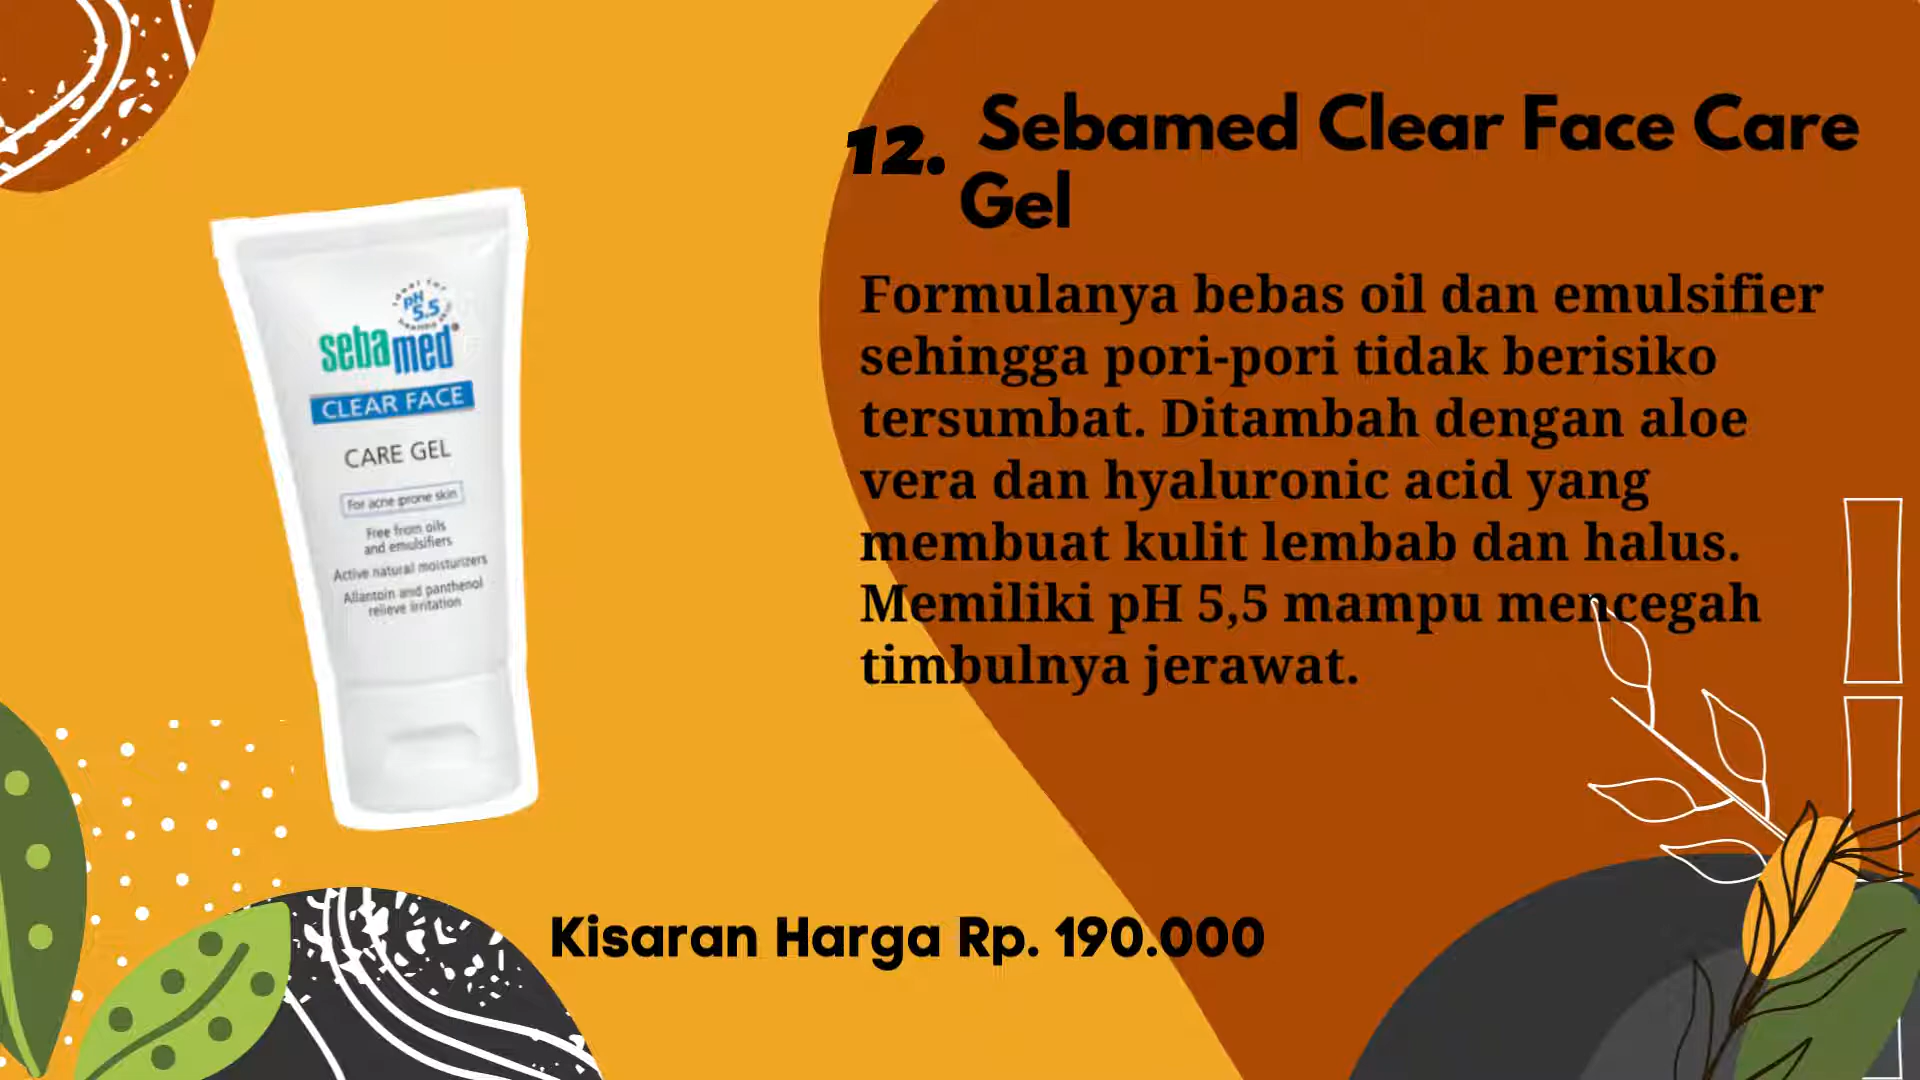 12. Sebamed Clear Face Care
Gel
Formulanya bebas oil dan emulsifier
sehingga pori-pori tidak berisiko
tersumbat. Ditambah dengan aloe
vera dan hyaluronic acid yang
membuat kulit lembab dan halus.
Memiliki pH 5,5 mampu mencegah
timbulnya jerawat.
Kisaran Harga Rp. 190.000
ideal for
pH
5.5
sebamed®
CLEAR FACE
CARE GEL
For acne prone skin
Free from oils
and emulsifiers
Active natural moisturizers
Allantoin and panthenol
relieve irritation